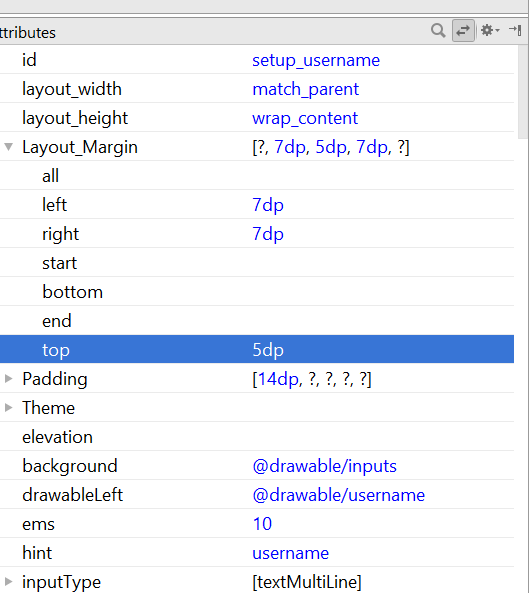 ttributes
id setup_username
layout_width match_parent
layout_height wrap_content
Layout_Margin [?, 7dp, 5dp, 7dp, ?]
all
left 7dp
right 7dp
start
bottom
end
top 5dp
Padding [14dp, ?, ?, ?, ?]
Theme
elevation
background @drawable/inputs
drawableLeft @drawable/username
ems 10
hint username
inputType [textMultiLine]